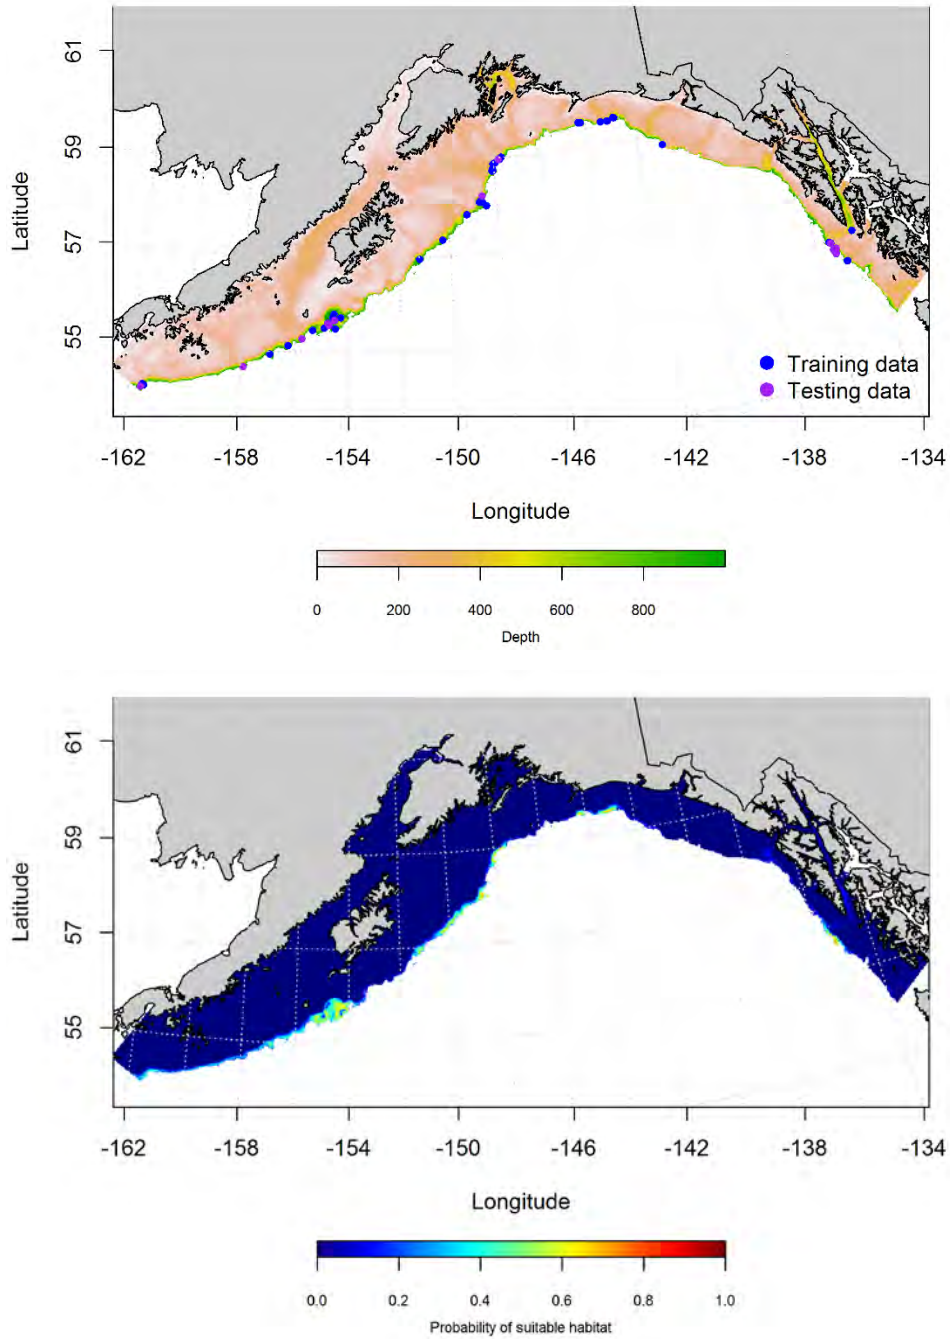 61
59
57
55
Latitude
Training data
Testing data
-162 -158 -154 -150 -146 -142 -138 -134
Longitude
0 200 400 600 800
Depth
61
59
57
55
Latitude
-162 -158 -154 -150 -146 -142 -138 -134
Longitude
0.0 0.2 0.4 0.6 0.8 1.0
Probability of suitable habitat